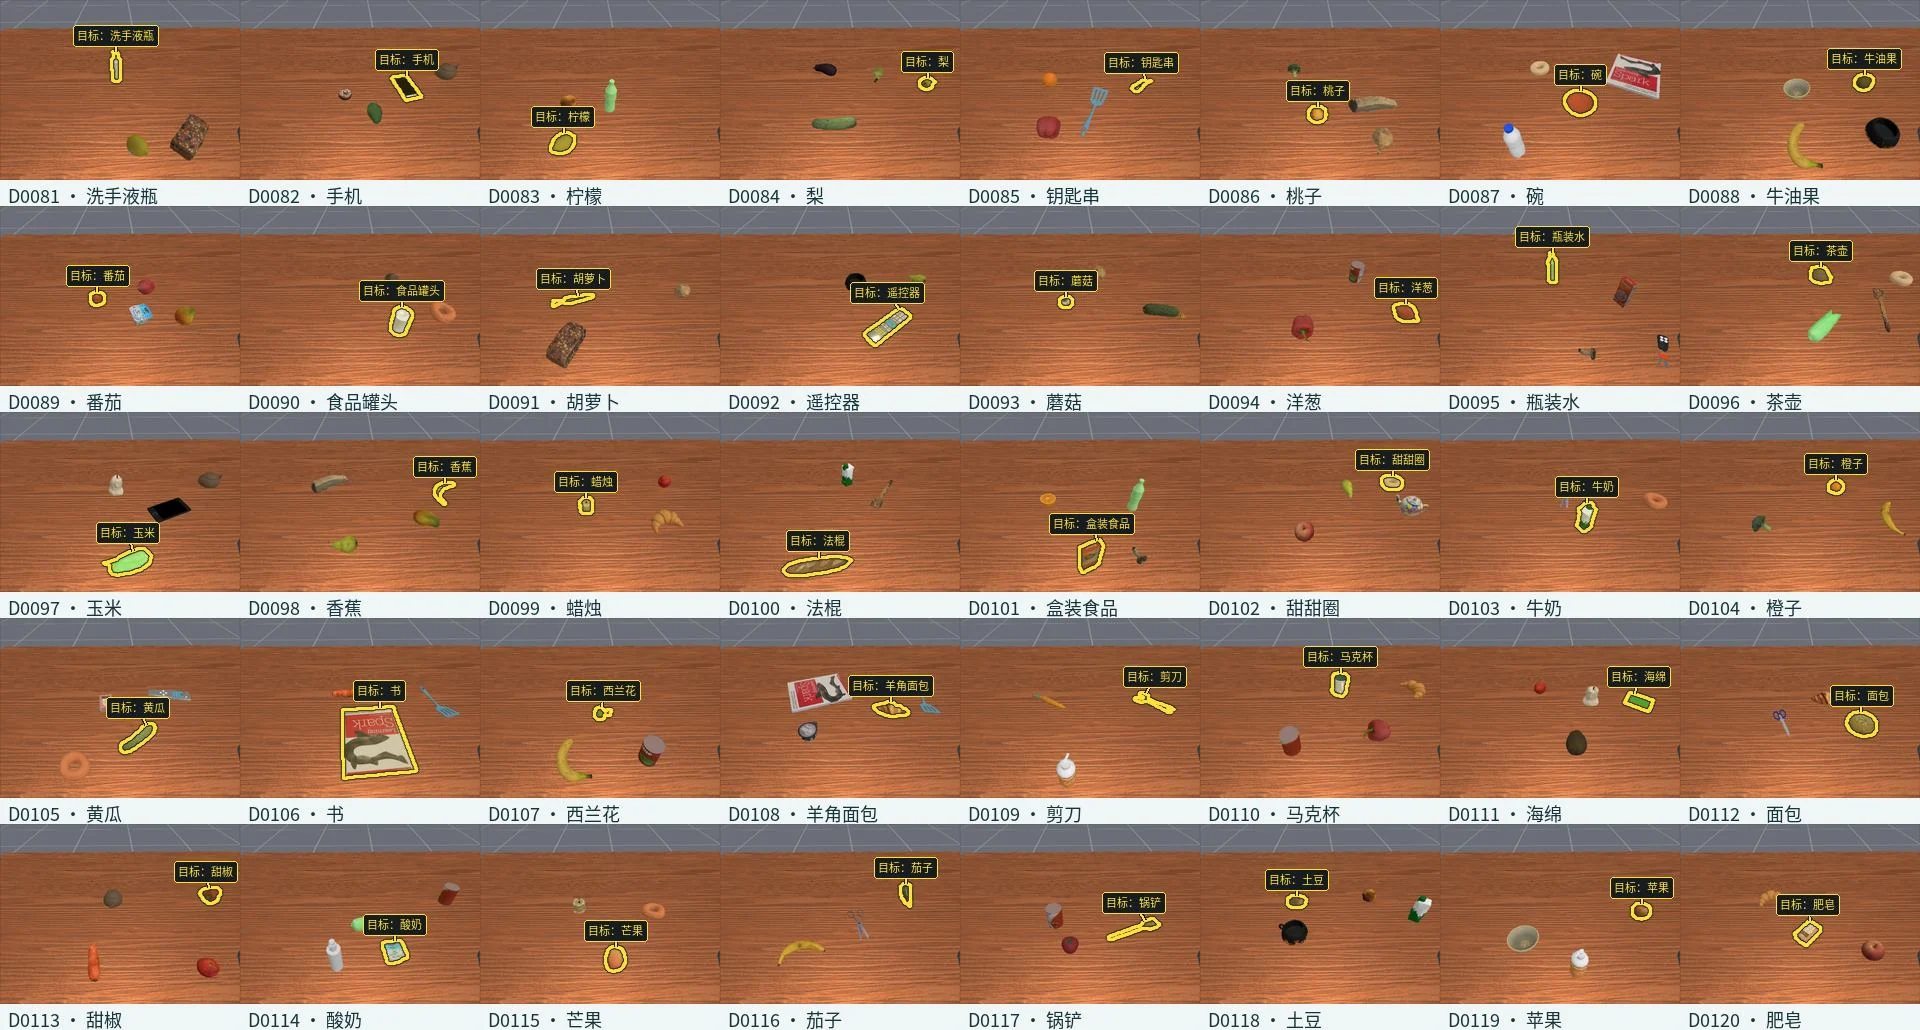 目标：洗手液瓶
目标：手机
目标：柠檬
目标：梨
目标：钥匙串
目标：桃子
目标：碗
Spark
目标：牛油果
D0081 · 洗手液瓶
D0082 · 手机
D0083 · 柠檬
D0084 · 梨
D0085 · 钥匙串
D0086 · 桃子
D0087 · 碗
D0088 · 牛油果
目标：番茄
目标：食品罐头
目标：胡萝卜
目标：遥控器
目标：蘑菇
目标：洋葱
目标：瓶装水
目标：茶壶
D0089 · 番茄
D0090 · 食品罐头
D0091 · 胡萝卜
D0092 · 遥控器
D0093 · 蘑菇
D0094 · 洋葱
D0095 · 瓶装水
D0096 · 茶壶
目标：玉米
目标：香蕉
目标：蜡烛
目标：法棍
目标：盒装食品
目标：甜甜圈
目标：牛奶
目标：橙子
D0097 · 玉米
D0098 · 香蕉
D0099 · 蜡烛
D0100 · 法棍
D0101 · 盒装食品
D0102 · 甜甜圈
D0103 · 牛奶
D0104 · 橙子
目标：黄瓜
目标：书
Learning
Spark
目标：西兰花
目标：羊角面包
目标：剪刀
目标：马克杯
目标：海绵
目标：面包
D0105 · 黄瓜
D0106 · 书
D0107 · 西兰花
D0108 · 羊角面包
D0109 · 剪刀
D0110 · 马克杯
D0111 · 海绵
D0112 · 面包
目标：甜椒
目标：酸奶
目标：芒果
目标：茄子
目标：锅铲
目标：土豆
目标：苹果
目标：肥皂
D0113 · 甜椒
D0114 · 酸奶
D0115 · 芒果
D0116 · 茄子
D0117 · 锅铲
D0118 · 土豆
D0119 · 苹果
D0120 · 肥皂